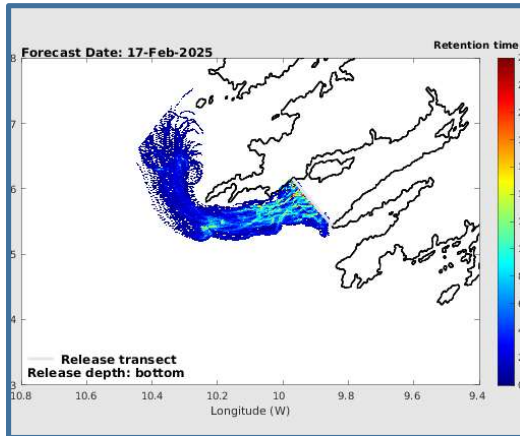 Retention time
Forecast Date: 17-Feb-2025
8
7
6
5
Release transect
Release depth: bottom
3
10.8 10.6 10.4 10.2 10 9.8 9.6 9.4
Longitude (W)